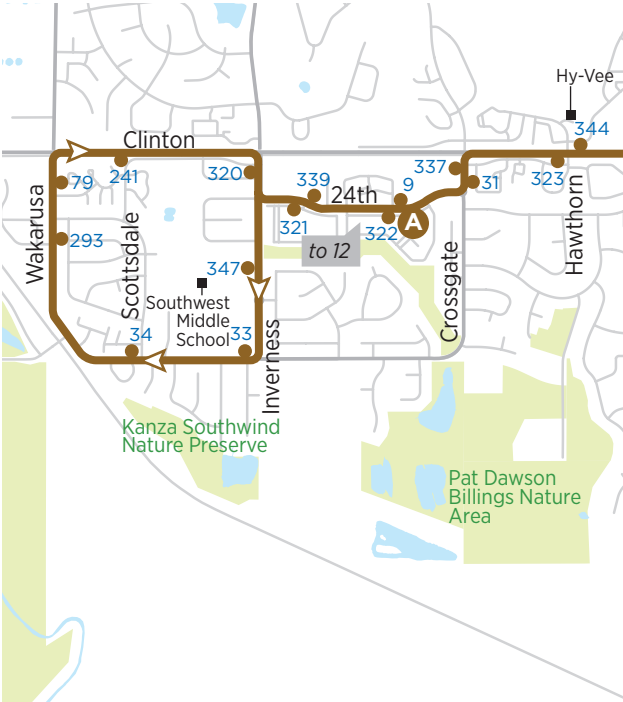 Hy-Vee
344
Clinton
241
320
337
323
79
339
24th
9
31
Hawthorn
Wakarusa
Scottsdale
321
322
A
293
to 12
Crossgate
347
Southwest
Middle
School
34
33
Inverness
Kanza Southwind
Nature Preserve
Pat Dawson
Billings Nature
Area